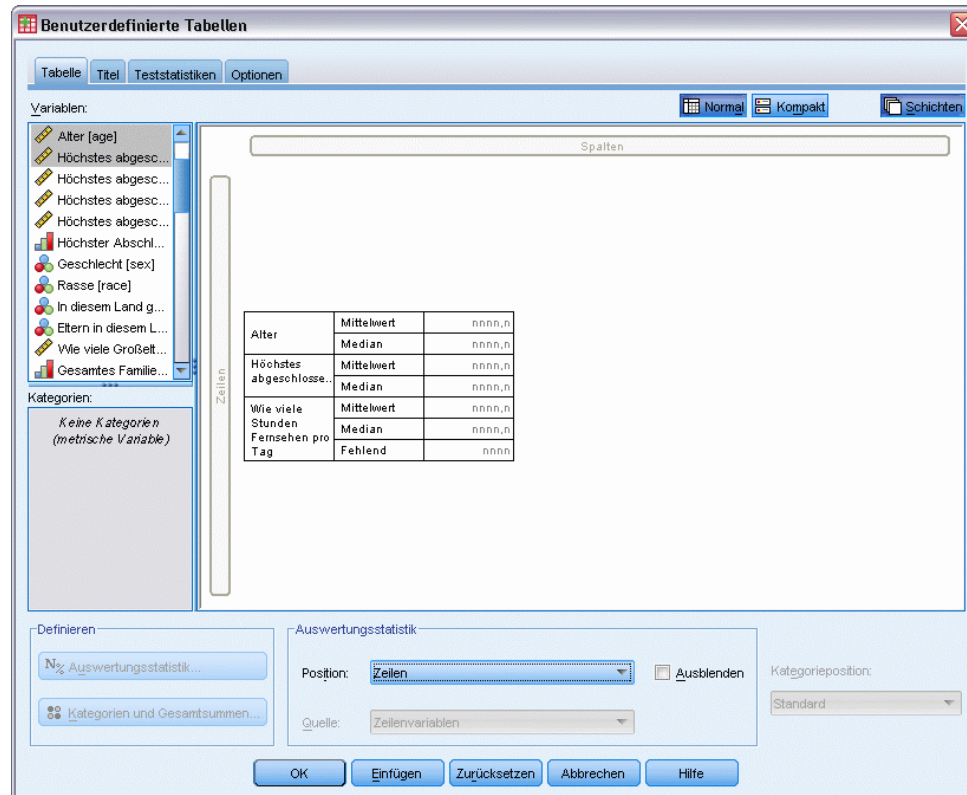 Benutzerdefinierte Tabellen
Tabelle Titel Teststatistiken Optionen
Variablen:
Normal Kompakt Schichten
Alter [age]
Höchstes abgesc...
Höchstes abgesc...
Höchstes abgesc...
Höchstes abgesc...
Höchster Abschl...
Geschlecht [sex]
Rasse [race]
In diesem Land g...
Eltern in diesem L...
Wie viele Großelt...
Gesamtes Familie...
Kategorien:
Keine Kategorien
(metrische Variable)
Spalten
Zeilen
Alter Mittelwert nnnn,n
Median nnnn,n
Höchstes abgeschlosse.. Mittelwert nnnn,n
Median nnnn,n
Wie viele Stunden Fernsehen pro Tag Mittelwert nnnn,n
Median nnnn,n
Fehlend nnnn
Definieren
N% Auswertungsstatistik...
Kategorien und Gesamtsummen...
Auswertungsstatistik
Position: Zeilen Ausblenden
Quelle: Zeilenvariablen
Kategorieposition:
Standard
OK Einfügen Zurücksetzen Abbrechen Hilfe